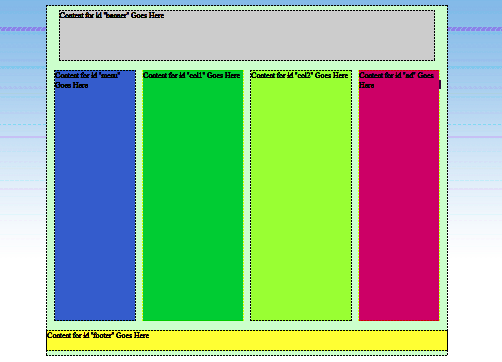 Content for id "banner" Goes Here
Content for id "menu"
Goes Here
Content for id "col1" Goes Here
Content for id "col2" Goes Here
Content for id "ad" Goes
Here
Content for id "footer" Goes Here